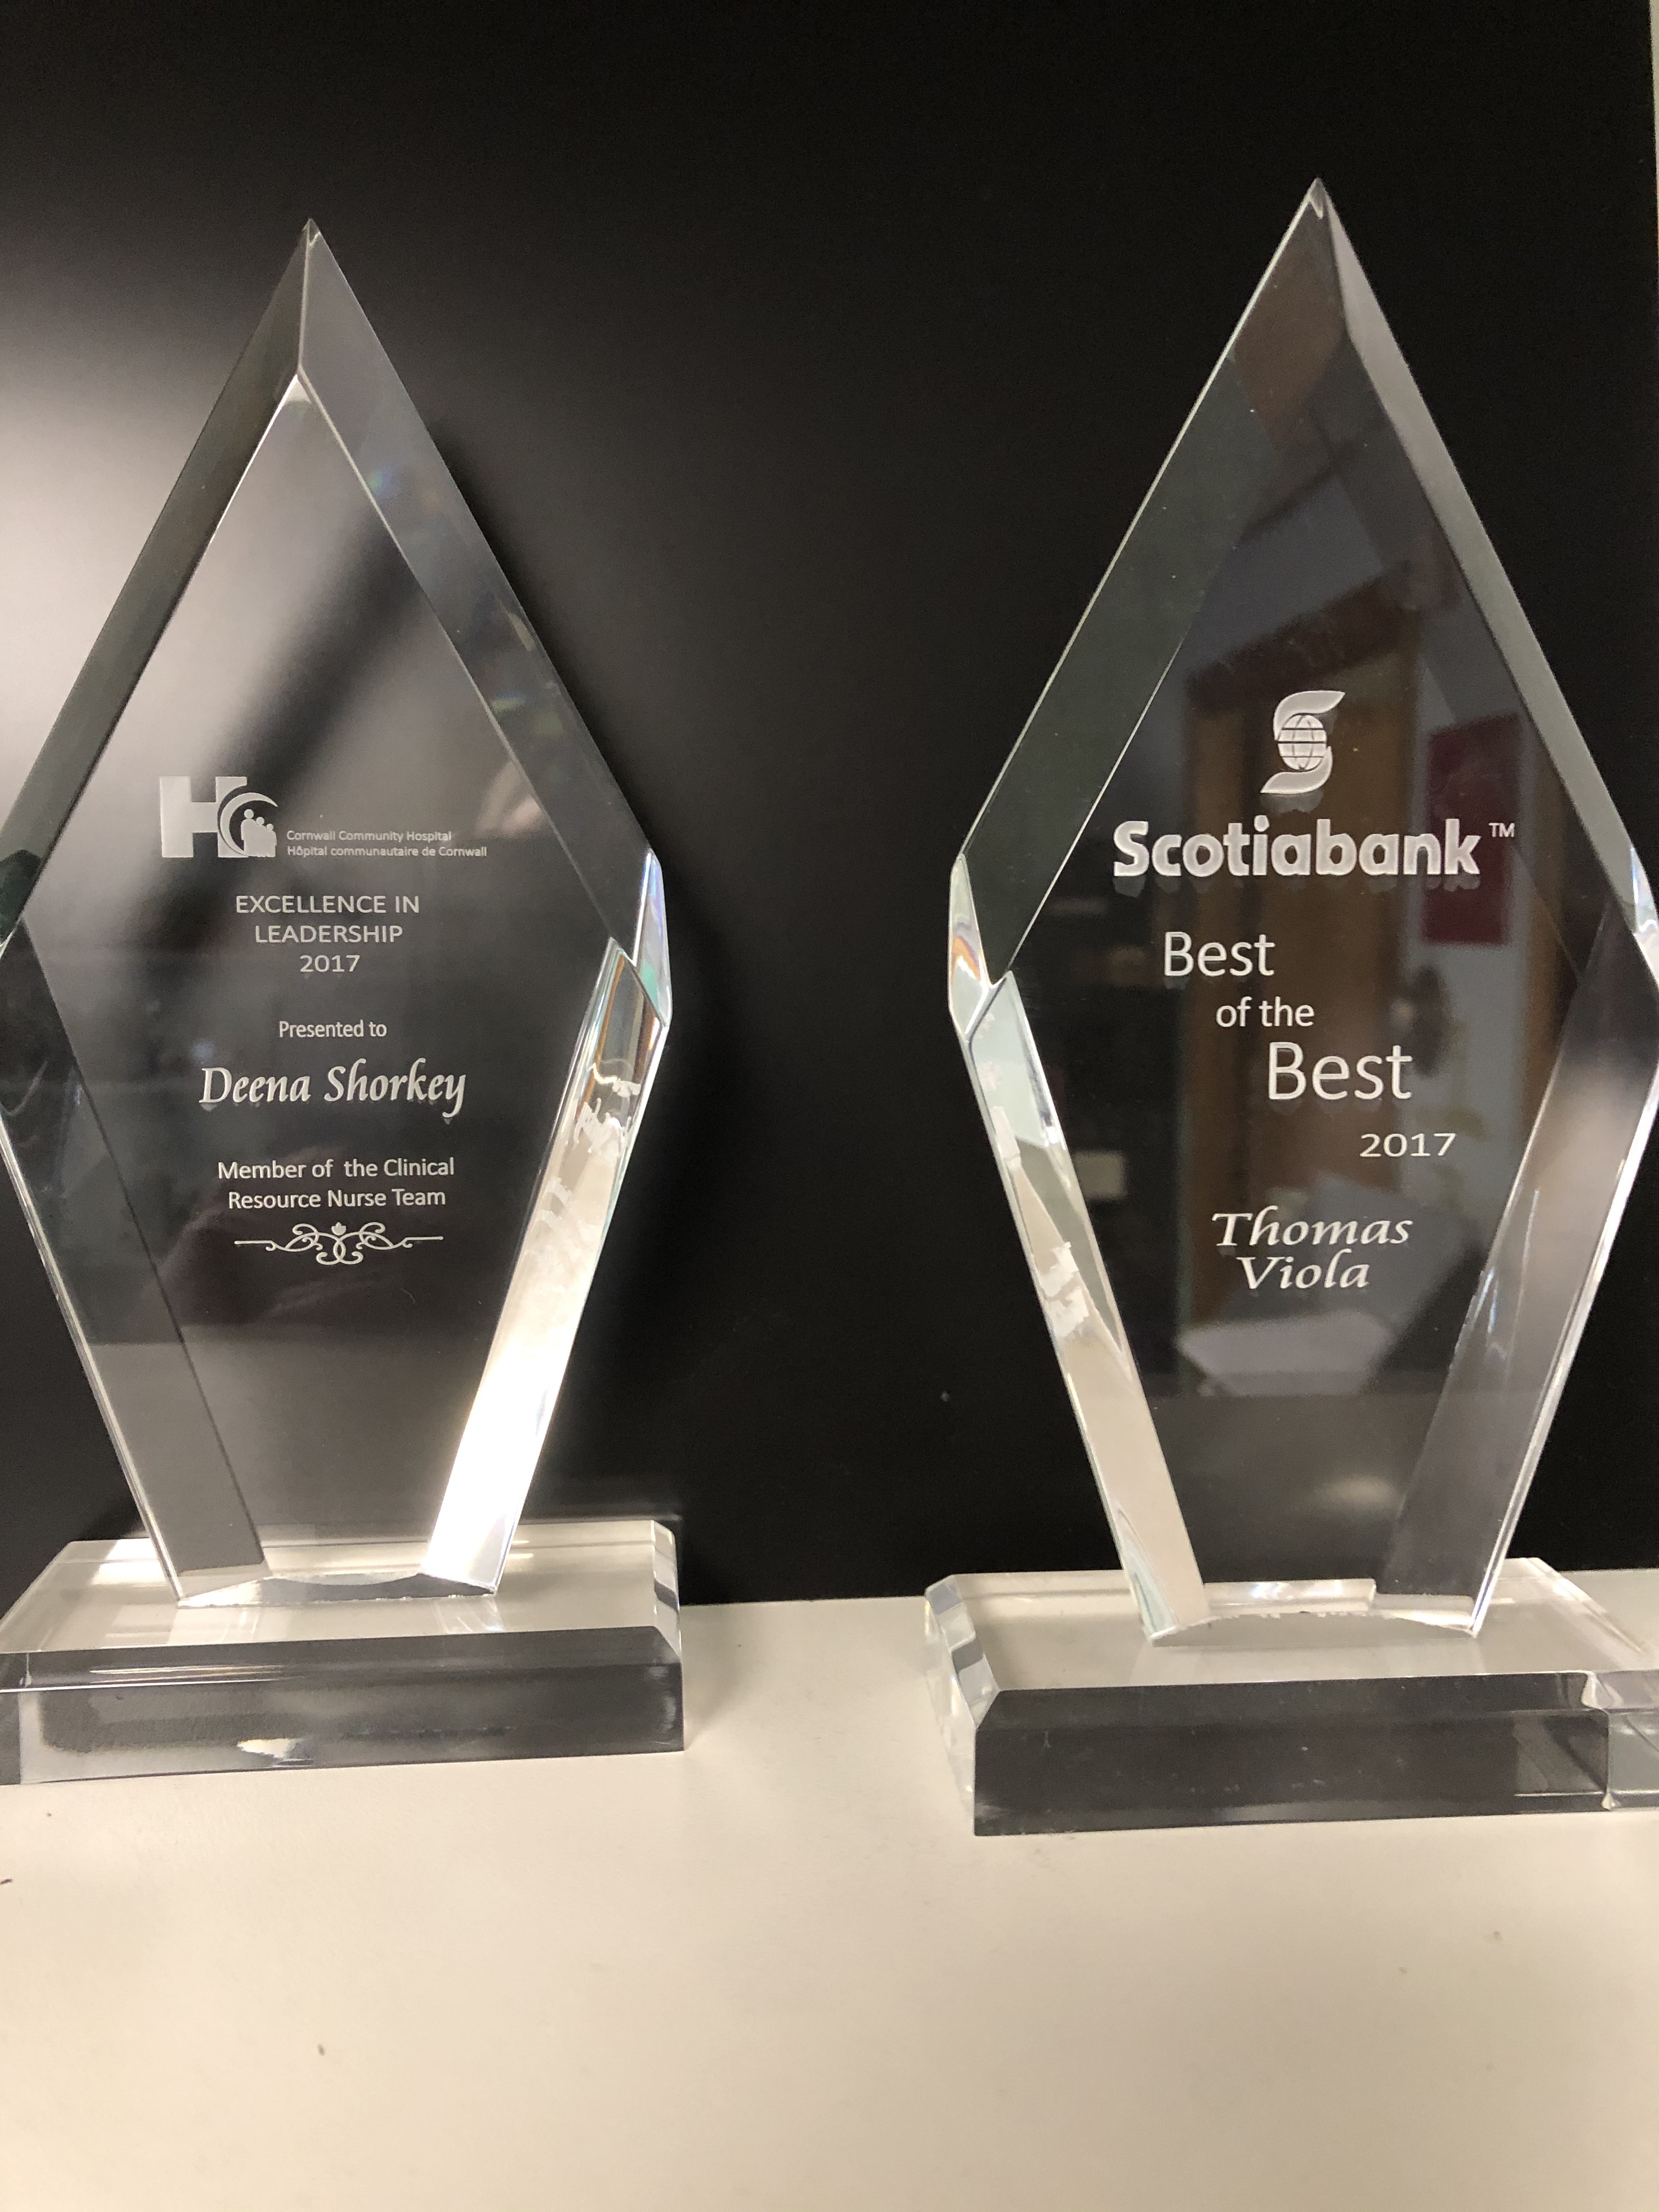 HC
Cornwall Community Hospital
Hôpital communautaire de Cornwall
EXCELLENCE IN
LEADERSHIP
2017
Presented to
Deena Shorkey
Member of the Clinical
Resource Nurse Team
S
Scotiabank™
Best
of the
Best
2017
Thomas
Viola